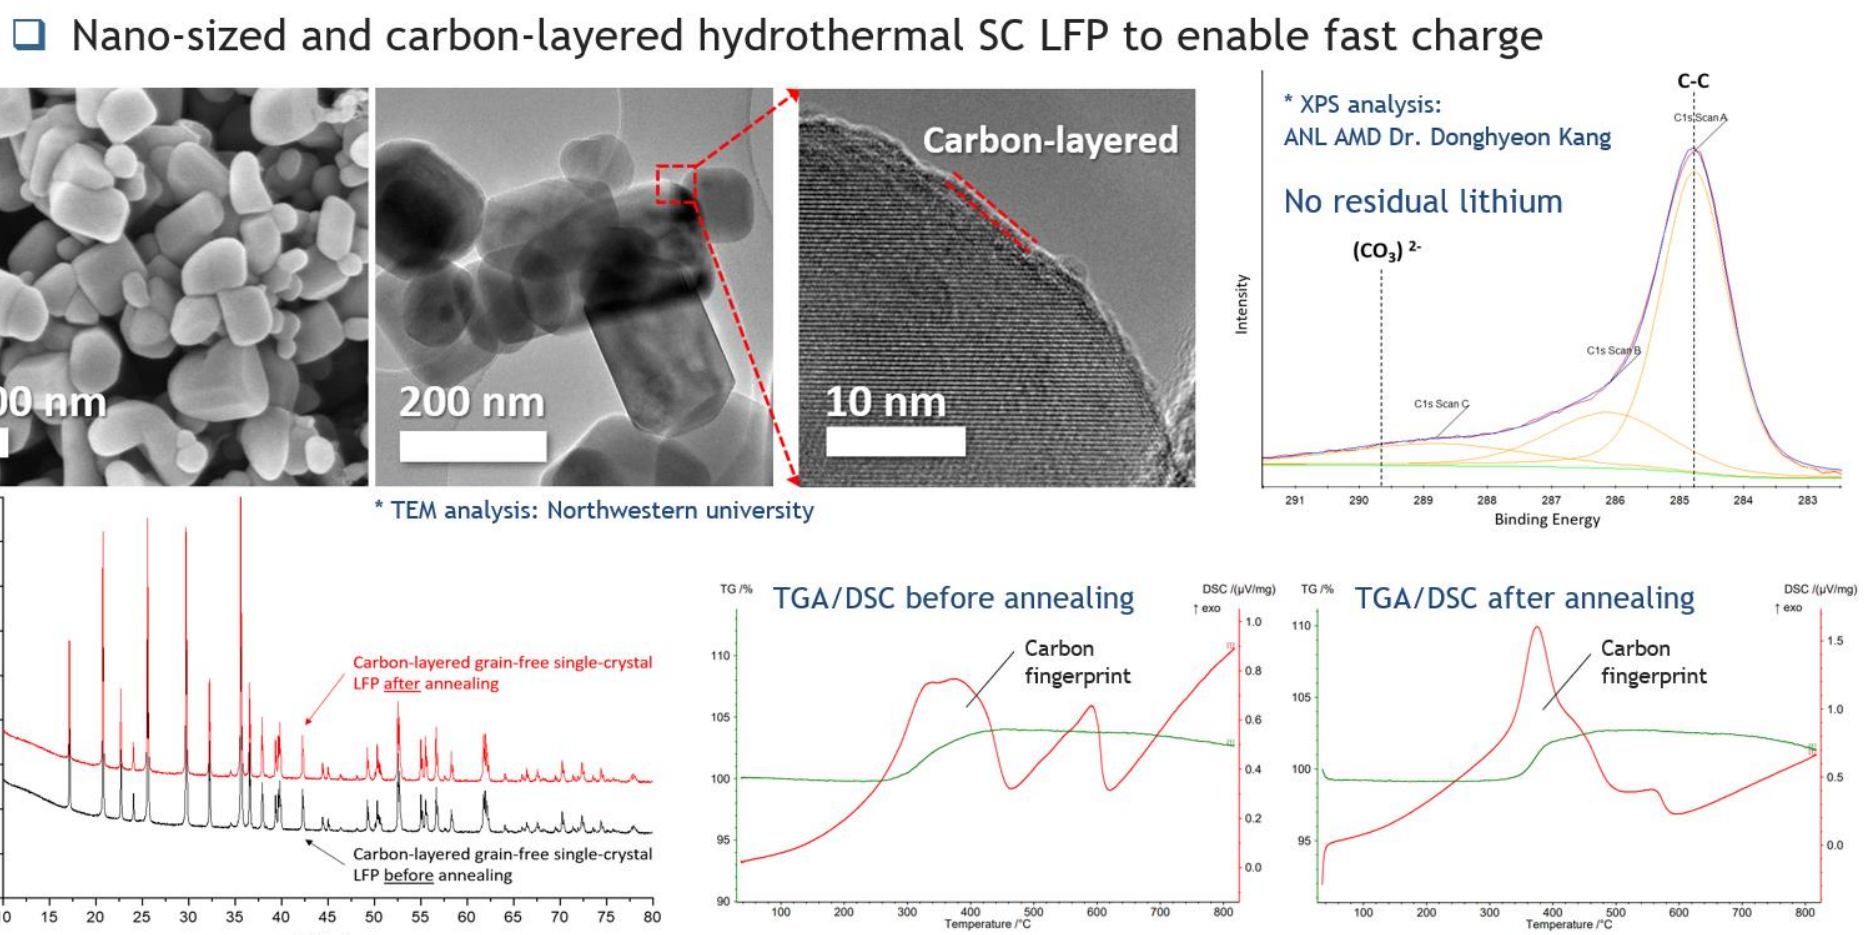 Nano-sized and carbon-layered hydrothermal SC LFP to enable fast charge
00 nm
200 nm
Carbon-layered
10 nm
* TEM analysis: Northwestern university
* XPS analysis:
ANL AMD Dr. Donghyeon Kang
No residual lithium
(CO₃) ²⁻
C-C
C1s Scan A
C1s Scan B
C1s Scan C
Intensity
291 290 289 288 287 286 285 284 283
Binding Energy
Carbon-layered grain-free single-crystal
LFP after annealing
Carbon-layered grain-free single-crystal
LFP before annealing
10 15 20 25 30 35 40 45 50 55 60 65 70 75 80
TG /%
TGA/DSC before annealing
DSC /(μV/mg)
↑ exo
Carbon
fingerprint
110
105
100
95
90
1.0
0.8
0.6
0.4
0.2
0.0
100 200 300 400 500 600 700 800
Temperature /°C
TG /%
TGA/DSC after annealing
DSC /(μV/mg)
↑ exo
Carbon
fingerprint
110
105
100
95
1.5
1.0
0.5
0.0
100 200 300 400 500 600 700 800
Temperature /°C